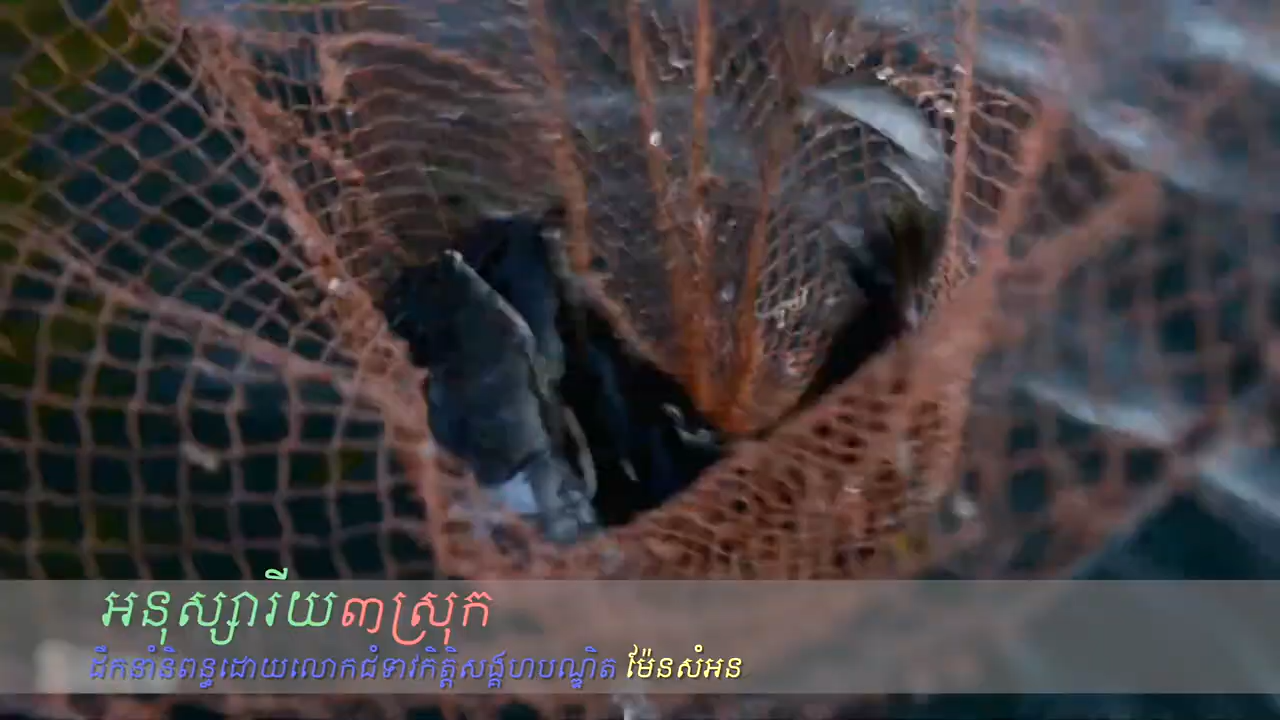 អនុស្សាវរីយ៣ស្រុក
ដឹកនាំនិពន្ធដោយលោកជំទាវកិត្តិសង្គហបណ្ឌិត ម៉ែនសំអន